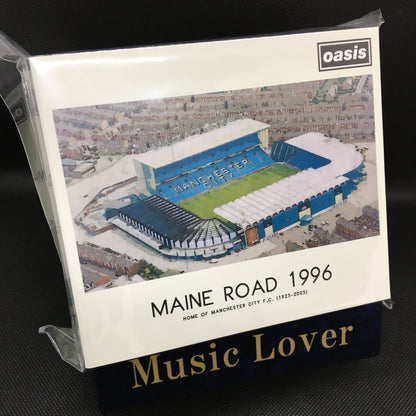 oasis
MANCHESTER
CITY
MAINE ROAD 1996
HOME OF MANCHESTER CITY F.C. (1923-2003)
Music Lover